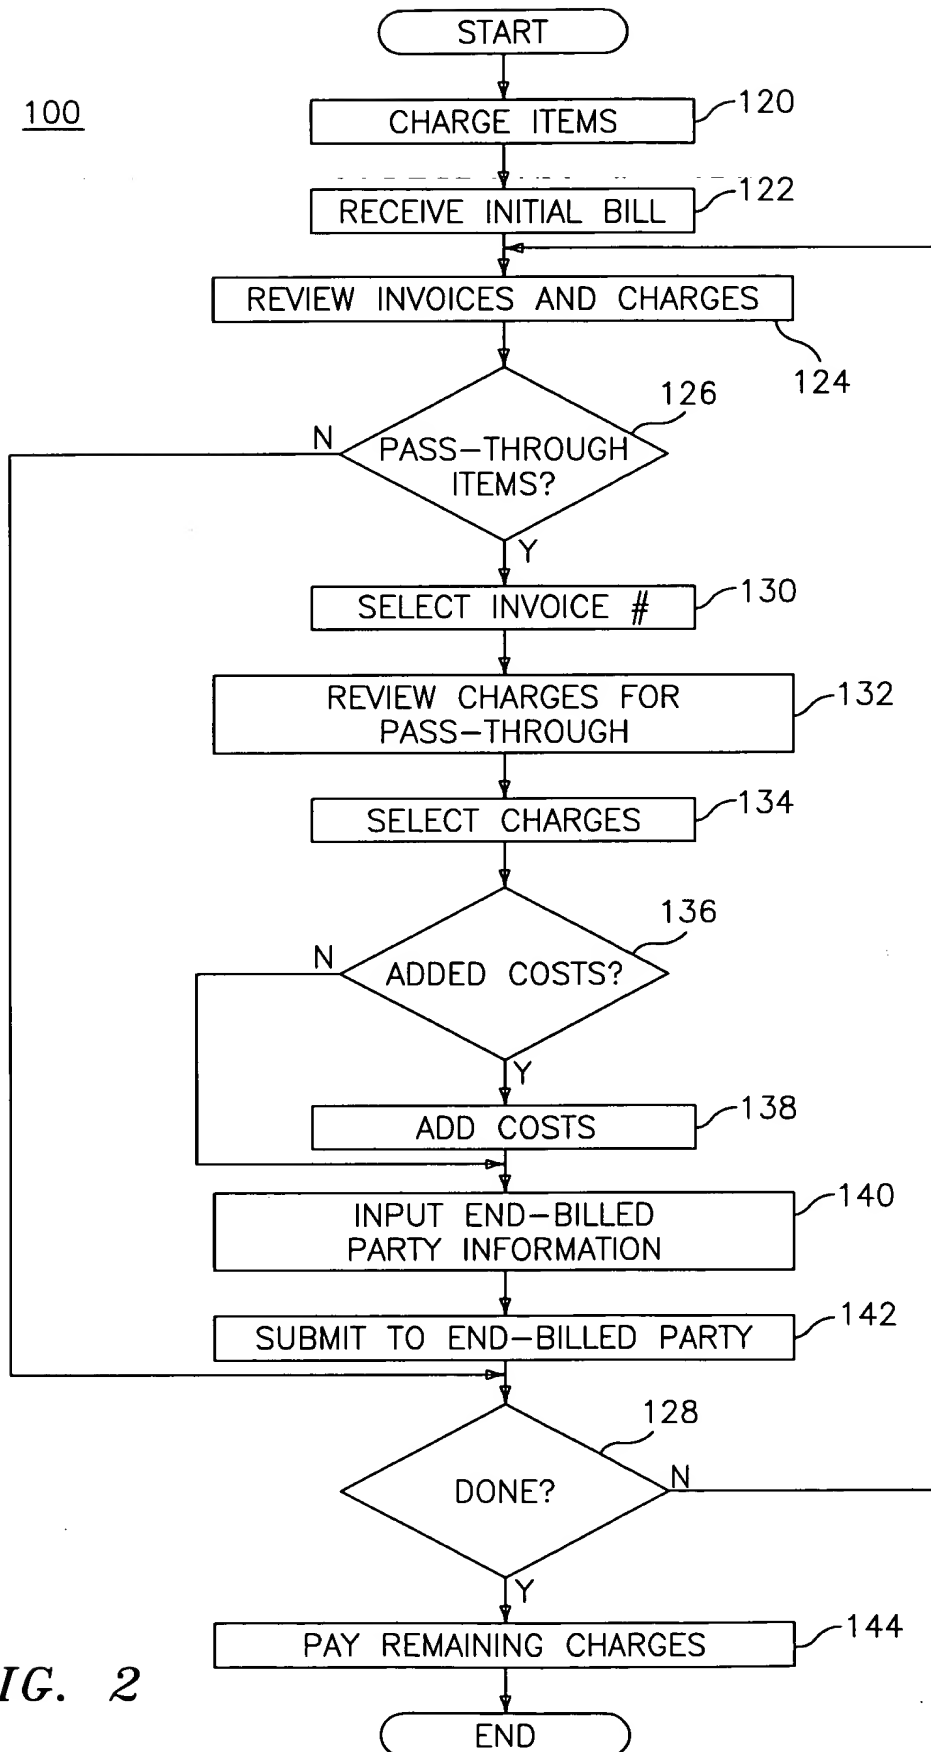 START
100
120
CHARGE ITEMS
122
RECEIVE INITIAL BILL
REVIEW INVOICES AND CHARGES
124
126
N
PASS-THROUGH
ITEMS?
Y
130
SELECT INVOICE #
132
REVIEW CHARGES FOR
PASS-THROUGH
134
SELECT CHARGES
136
N
ADDED COSTS?
Y
138
ADD COSTS
140
INPUT END-BILLED
PARTY INFORMATION
142
SUBMIT TO END-BILLED PARTY
128
DONE?
N
Y
144
PAY REMAINING CHARGES
IG. 2
END